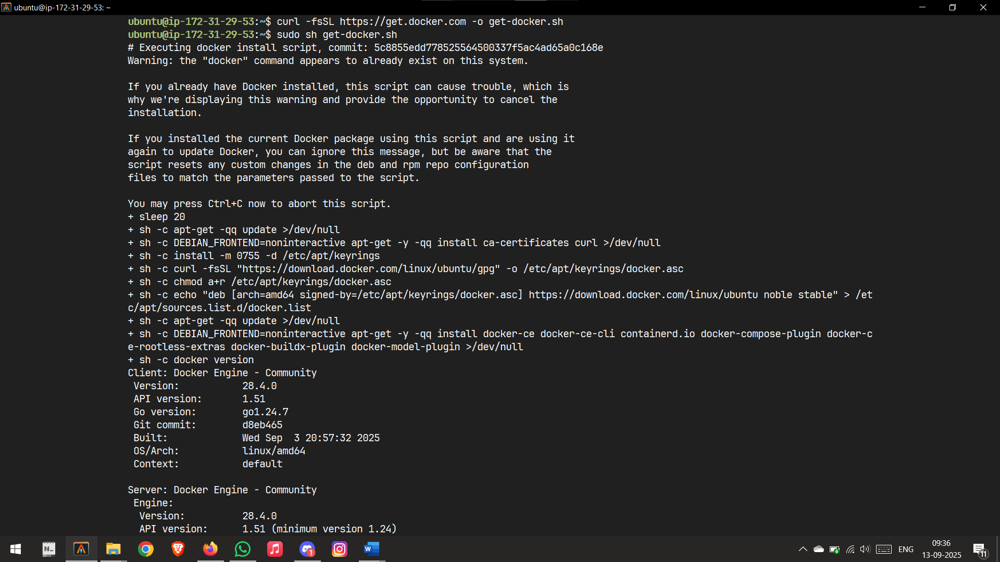 ubuntu@ip-172-31-29-53: ~
ubuntu@ip-172-31-29-53:~$ curl -fsSL https://get.docker.com -o get-docker.sh
ubuntu@ip-172-31-29-53:~$ sudo sh get-docker.sh
# Executing docker install script, commit: 5c8855edd778525564500337f5ac4ad65a0c168e
Warning: the "docker" command appears to already exist on this system.

If you already have Docker installed, this script can cause trouble, which is
why we're displaying this warning and provide the opportunity to cancel the
installation.

If you installed the current Docker package using this script and are using it
again to update Docker, you can ignore this message, but be aware that the
script resets any custom changes in the deb and rpm repo configuration
files to match the parameters passed to the script.

You may press Ctrl+C now to abort this script.
+ sleep 20
+ sh -c apt-get -qq update >/dev/null
+ sh -c DEBIAN_FRONTEND=noninteractive apt-get -y -qq install ca-certificates curl >/dev/null
+ sh -c install -m 0755 -d /etc/apt/keyrings
+ sh -c curl -fsSL "https://download.docker.com/linux/ubuntu/gpg" -o /etc/apt/keyrings/docker.asc
+ sh -c chmod a+r /etc/apt/keyrings/docker.asc
+ sh -c echo "deb [arch=amd64 signed-by=/etc/apt/keyrings/docker.asc] https://download.docker.com/linux/ubuntu noble stable" > /et
c/apt/sources.list.d/docker.list
+ sh -c apt-get -qq update >/dev/null
+ sh -c DEBIAN_FRONTEND=noninteractive apt-get -y -qq install docker-ce docker-ce-cli containerd.io docker-compose-plugin docker-c
e-rootless-extras docker-buildx-plugin docker-model-plugin >/dev/null
+ sh -c docker version
Client: Docker Engine - Community
 Version:           28.4.0
 API version:       1.51
 Go version:        go1.24.7
 Git commit:        d8eb465
 Built:             Wed Sep  3 20:57:32 2025
 OS/Arch:           linux/amd64
 Context:           default

Server: Docker Engine - Community
 Engine:
  Version:          28.4.0
  API version:      1.51 (minimum version 1.24)
N_
1
W
ENG
09:36
13-09-2025
11